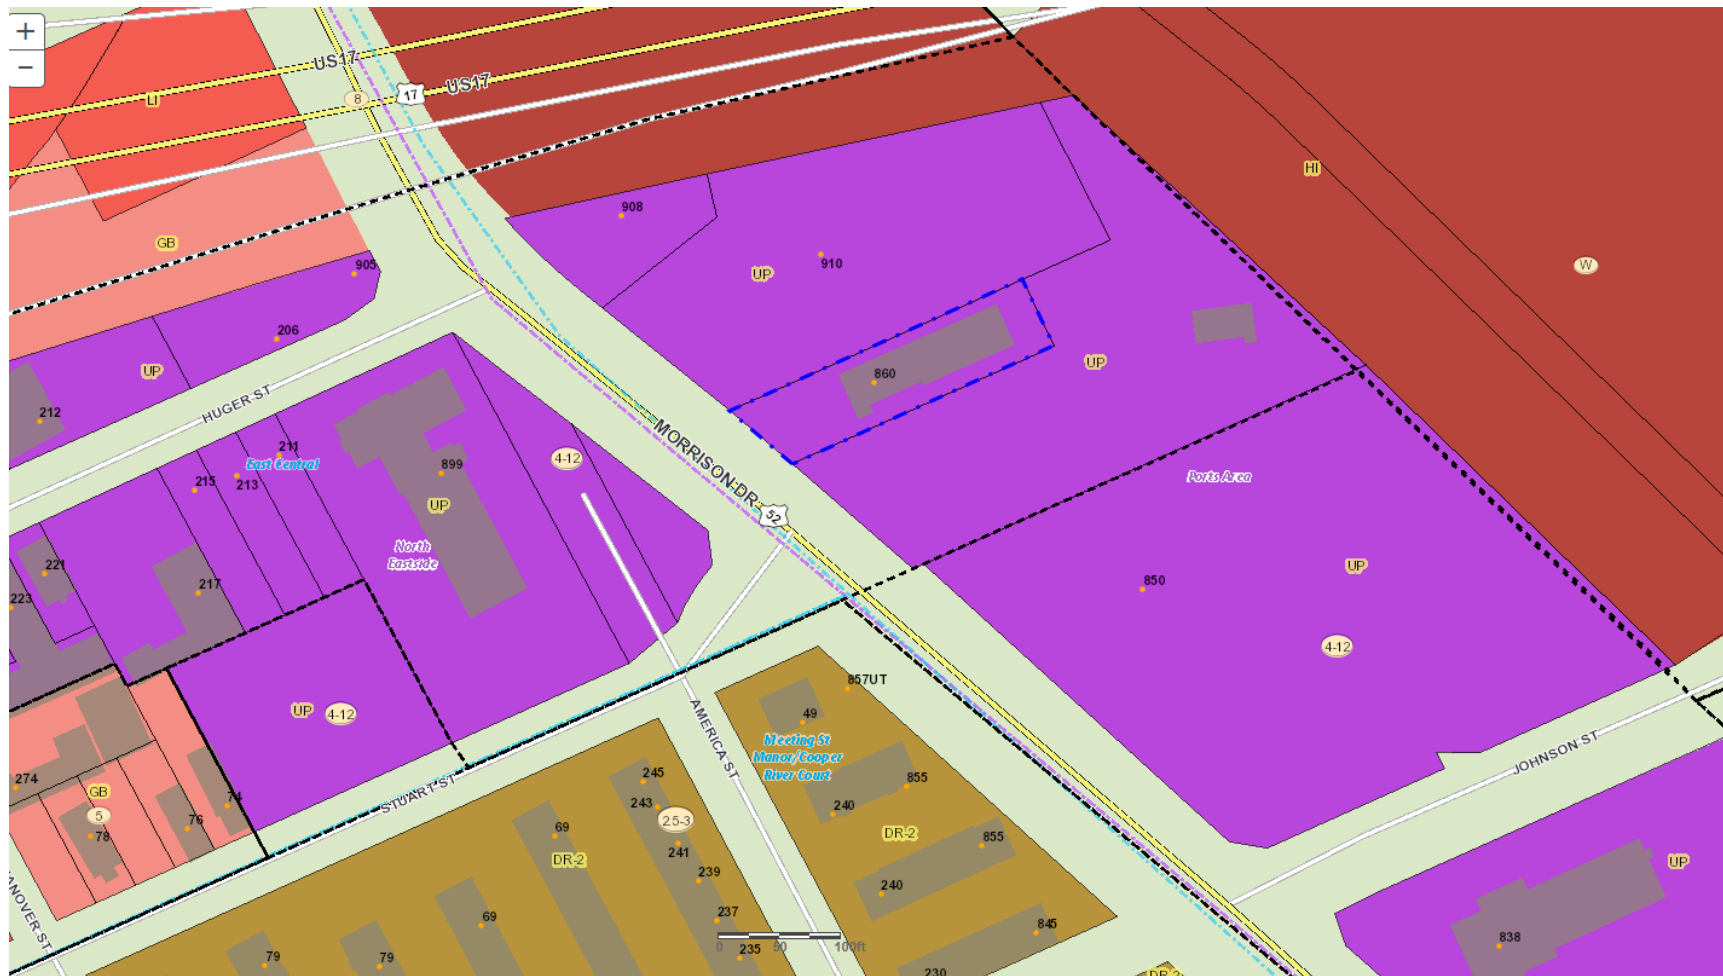 +
−
US17
US17
17
8
LI
HI
GB
908
905
910
UP
W
206
UP
860
UP
HUGER ST
212
211
East Central
215
213
899
4-12
MORRISON DR
52
Ports Area
UP
North
Eastside
221
223
217
850
UP
4-12
857UT
UP
4-12
49
AMERICA ST
Meeting St
Manor/Cooper
River Court
JOHNSON ST
274
GB
5
74
76
78
STUART ST
245
243
25-3
241
239
237
235
69
DR-2
69
79
79
855
240
DR-2
855
240
845
230
DR-2
UP
838
0
50
100ft